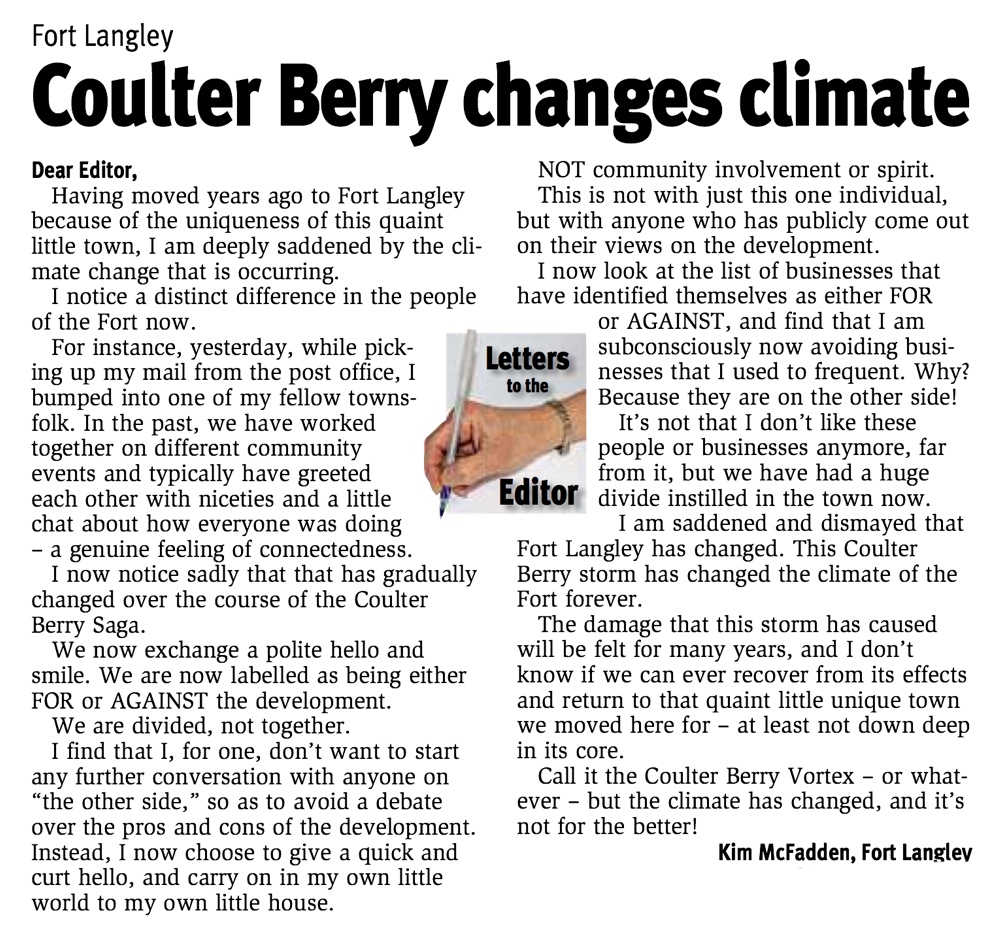 Fort Langley
Coulter Berry changes climate
Dear Editor,
Having moved years ago to Fort Langley
because of the uniqueness of this quaint
little town, I am deeply saddened by the cli-
mate change that is occurring.
I notice a distinct difference in the people
of the Fort now.
For instance, yesterday, while pick-
ing up my mail from the post office, I
bumped into one of my fellow towns-
folk. In the past, we have worked
together on different community
events and typically have greeted
each other with niceties and a little
chat about how everyone was doing
– a genuine feeling of connectedness.
I now notice sadly that that has gradually
changed over the course of the Coulter
Berry Saga.
We now exchange a polite hello and
smile. We are now labelled as being either
FOR or AGAINST the development.
We are divided, not together.
I find that I, for one, don't want to start
any further conversation with anyone on
“the other side,” so as to avoid a debate
over the pros and cons of the development.
Instead, I now choose to give a quick and
curt hello, and carry on in my own little
world to my own little house.
NOT community involvement or spirit.
This is not with just this one individual,
but with anyone who has publicly come out
on their views on the development.
I now look at the list of businesses that
have identified themselves as either FOR
or AGAINST, and find that I am
subconsciously now avoiding busi-
nesses that I used to frequent. Why?
Because they are on the other side!
It's not that I don't like these
people or businesses anymore, far
from it, but we have had a huge
divide instilled in the town now.
I am saddened and dismayed that
Fort Langley has changed. This Coulter
Berry storm has changed the climate of the
Fort forever.
The damage that this storm has caused
will be felt for many years, and I don't
know if we can ever recover from its effects
and return to that quaint little unique town
we moved here for – at least not down deep
in its core.
Call it the Coulter Berry Vortex – or what-
ever – but the climate has changed, and it's
not for the better!
Kim McFadden, Fort Langley
Letters
to the
Editor